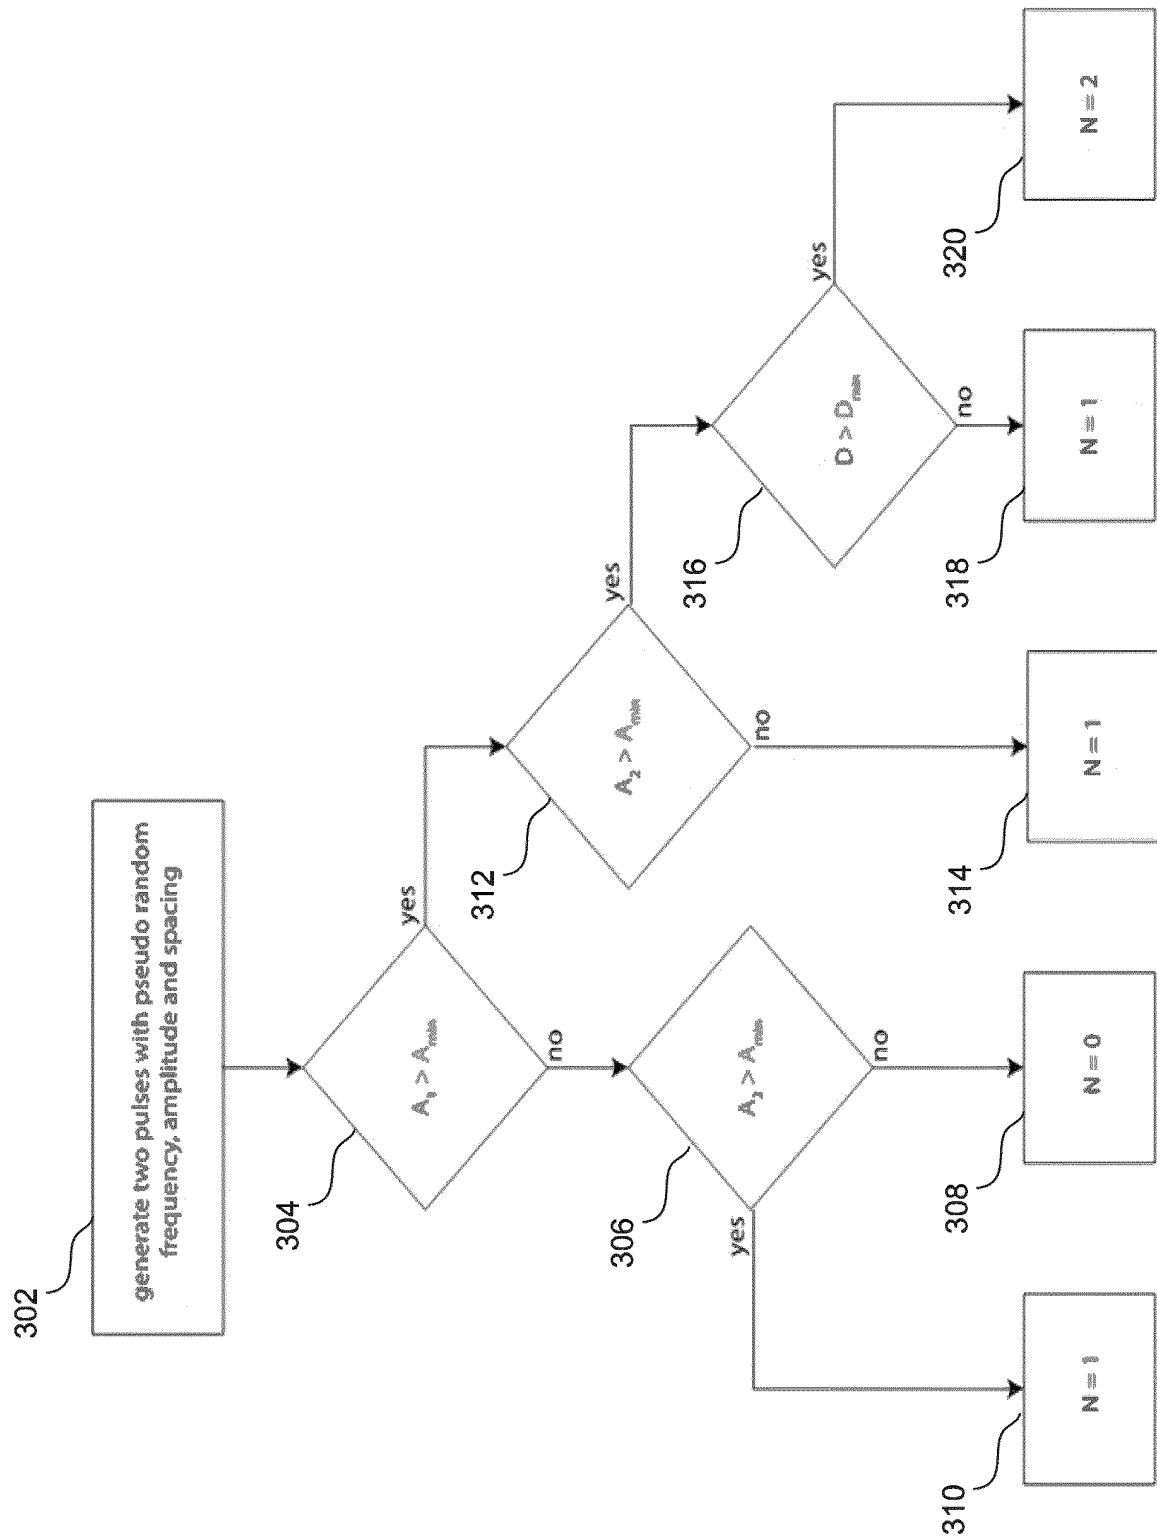 302
generate two pulses with pseudo random
frequency, amplitude and spacing
304
A₁ > Amin
yes
no
306
A₂ > Amin
yes
no
312
A₂ > Amin
yes
no
316
D > Dmin
yes
no
310
N = 1
308
N = 0
314
N = 1
318
N = 1
320
N = 2